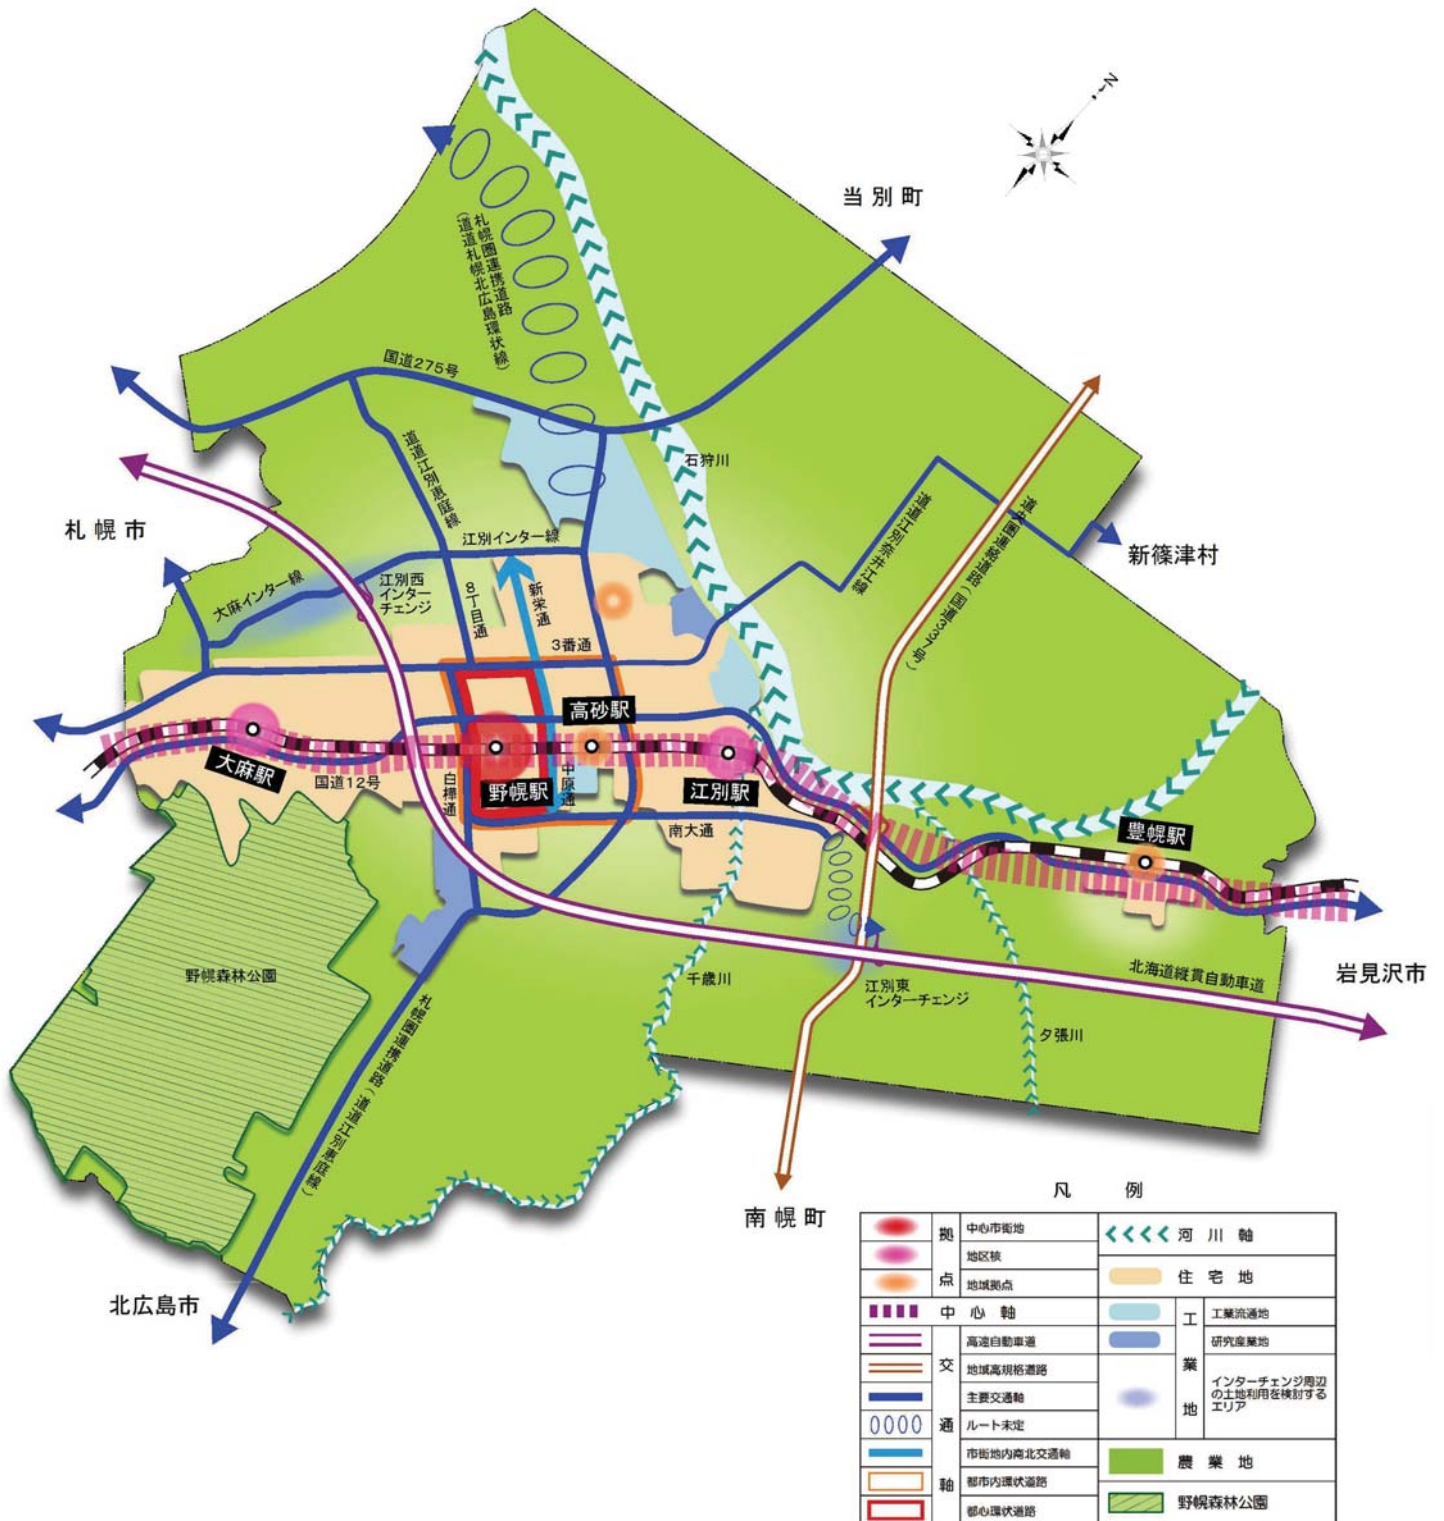 N
当別町
札幌圏連携道路
(道道札幌北広島環状線)
国道275号
石狩川
道道江別恵庭線
道道江別奈井江線
道央圏連絡道路(国道337号)
札幌市
新篠津村
江別インター線
大麻インター線
江別西
インター
チェンジ
8丁目通
新栄通
3番通
高砂駅
大麻駅
国道12号
白樺通
野幌駅
中原通
江別駅
南大通
豊幌駅
野幌森林公園
千歳川
江別東
インターチェンジ
北海道縦貫自動車道
岩見沢市
夕張川
札幌圏連携道路(道道江別恵庭線)
南幌町
北広島市
凡例
拠点
中心市街地
地区核
地域拠点
中心軸
交通軸
高速自動車道
地域高規格道路
主要交通軸
ルート未定
市街地内南北交通軸
都市内環状道路
都心環状道路
河川軸
住宅地
工業地
工業流通地
研究産業地
インターチェンジ周辺
の土地利用を検討する
エリア
農業地
野幌森林公園